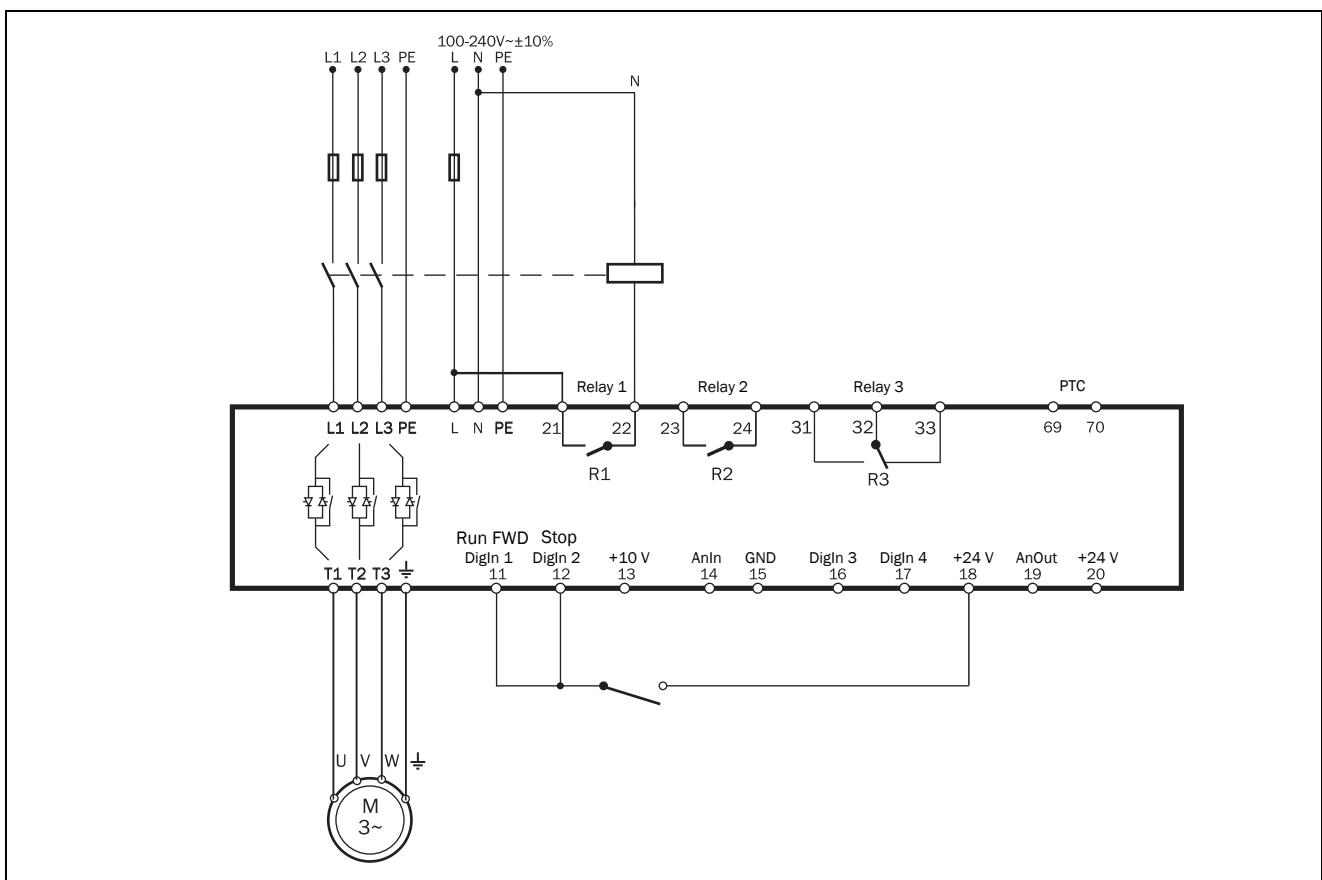 100-240V~±10%
L1 L2 L3 PE L N PE
N
Relay 1 Relay 2 Relay 3 PTC
L1 L2 L3 PE L N PE 21 22 23 24 31 32 33 69 70
R1 R2 R3
Run FWD Stop
DigIn 1 DigIn 2 +10 V AnIn GND DigIn 3 DigIn 4 +24 V AnOut +24 V
T1 T2 T3 11 12 13 14 15 16 17 18 19 20
U V W
M
3~